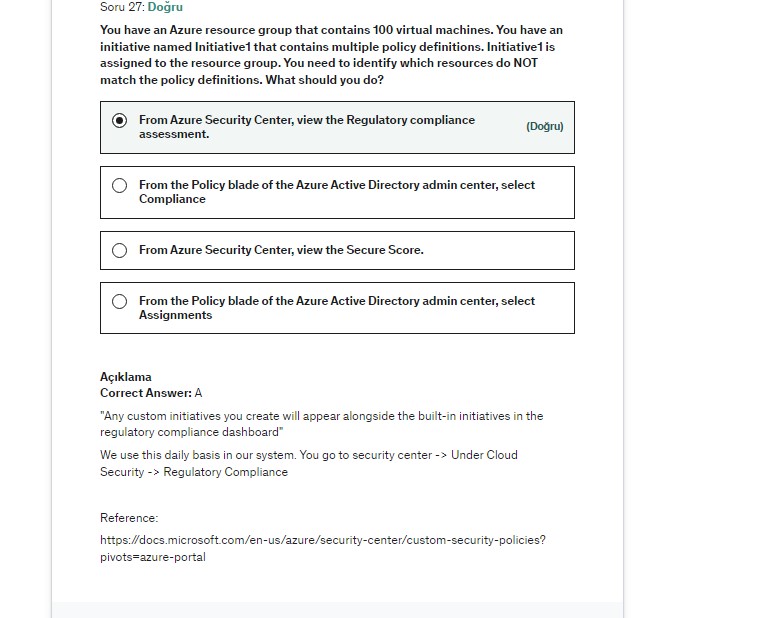 Soru 27: Doğru
You have an Azure resource group that contains 100 virtual machines. You have an
initiative named Initiative1 that contains multiple policy definitions. Initiative1 is
assigned to the resource group. You need to identify which resources do NOT
match the policy definitions. What should you do?
From Azure Security Center, view the Regulatory compliance
assessment.
(Doğru)
From the Policy blade of the Azure Active Directory admin center, select
Compliance
From Azure Security Center, view the Secure Score.
From the Policy blade of the Azure Active Directory admin center, select
Assignments
Açıklama
Correct Answer: A
"Any custom initiatives you create will appear alongside the built-in initiatives in the
regulatory compliance dashboard"
We use this daily basis in our system. You go to security center -> Under Cloud
Security -> Regulatory Compliance
Reference:
https://docs.microsoft.com/en-us/azure/security-center/custom-security-policies?
pivots=azure-portal